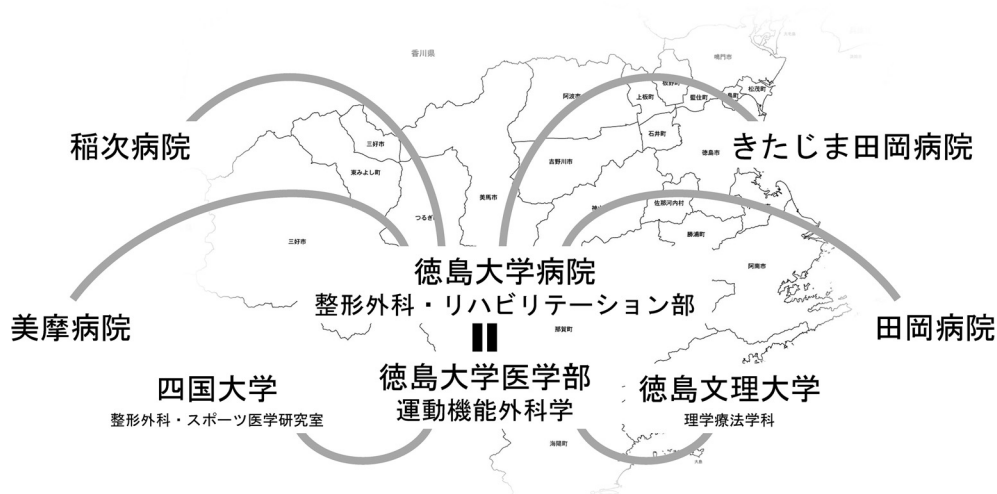 香川県
鳴門市
松茂町
板野町
上板町
藍住町
阿波市
石井町
徳島市
三好市
東みよし町
吉野川市
美馬市
佐那河内村
勝浦町
三好市
阿南市
那賀町
海陽町
稲次病院
きたじま田岡病院
美摩病院
田岡病院
徳島大学病院
整形外科・リハビリテーション部
徳島大学医学部
運動機能外科学
四国大学
整形外科・スポーツ医学研究室
徳島文理大学
理学療法学科